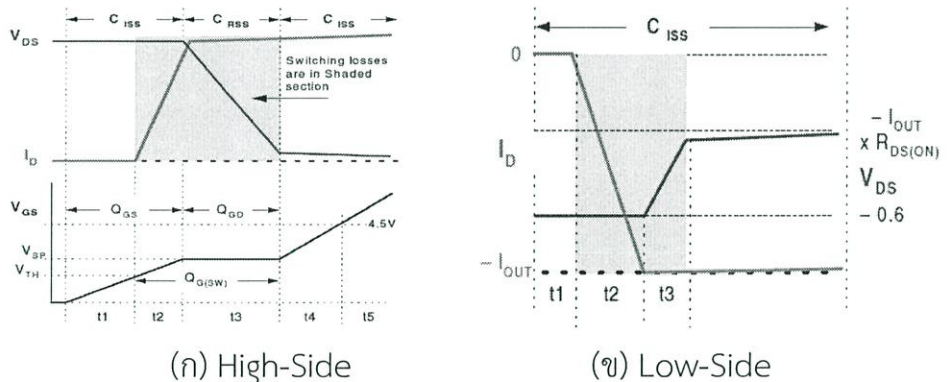 C ISS
C RSS
C ISS
V DS
Switching losses
are in Shaded
section
I D
V GS
Q GS
Q GD
4.5V
V SP
V TH
Q G(SW)
t1
t2
t3
t4
t5
(ก) High-Side
C ISS
0
I D
– I OUT
x R DS(ON)
V DS
– 0.6
– I OUT
t1
t2
t3
(ข) Low-Side